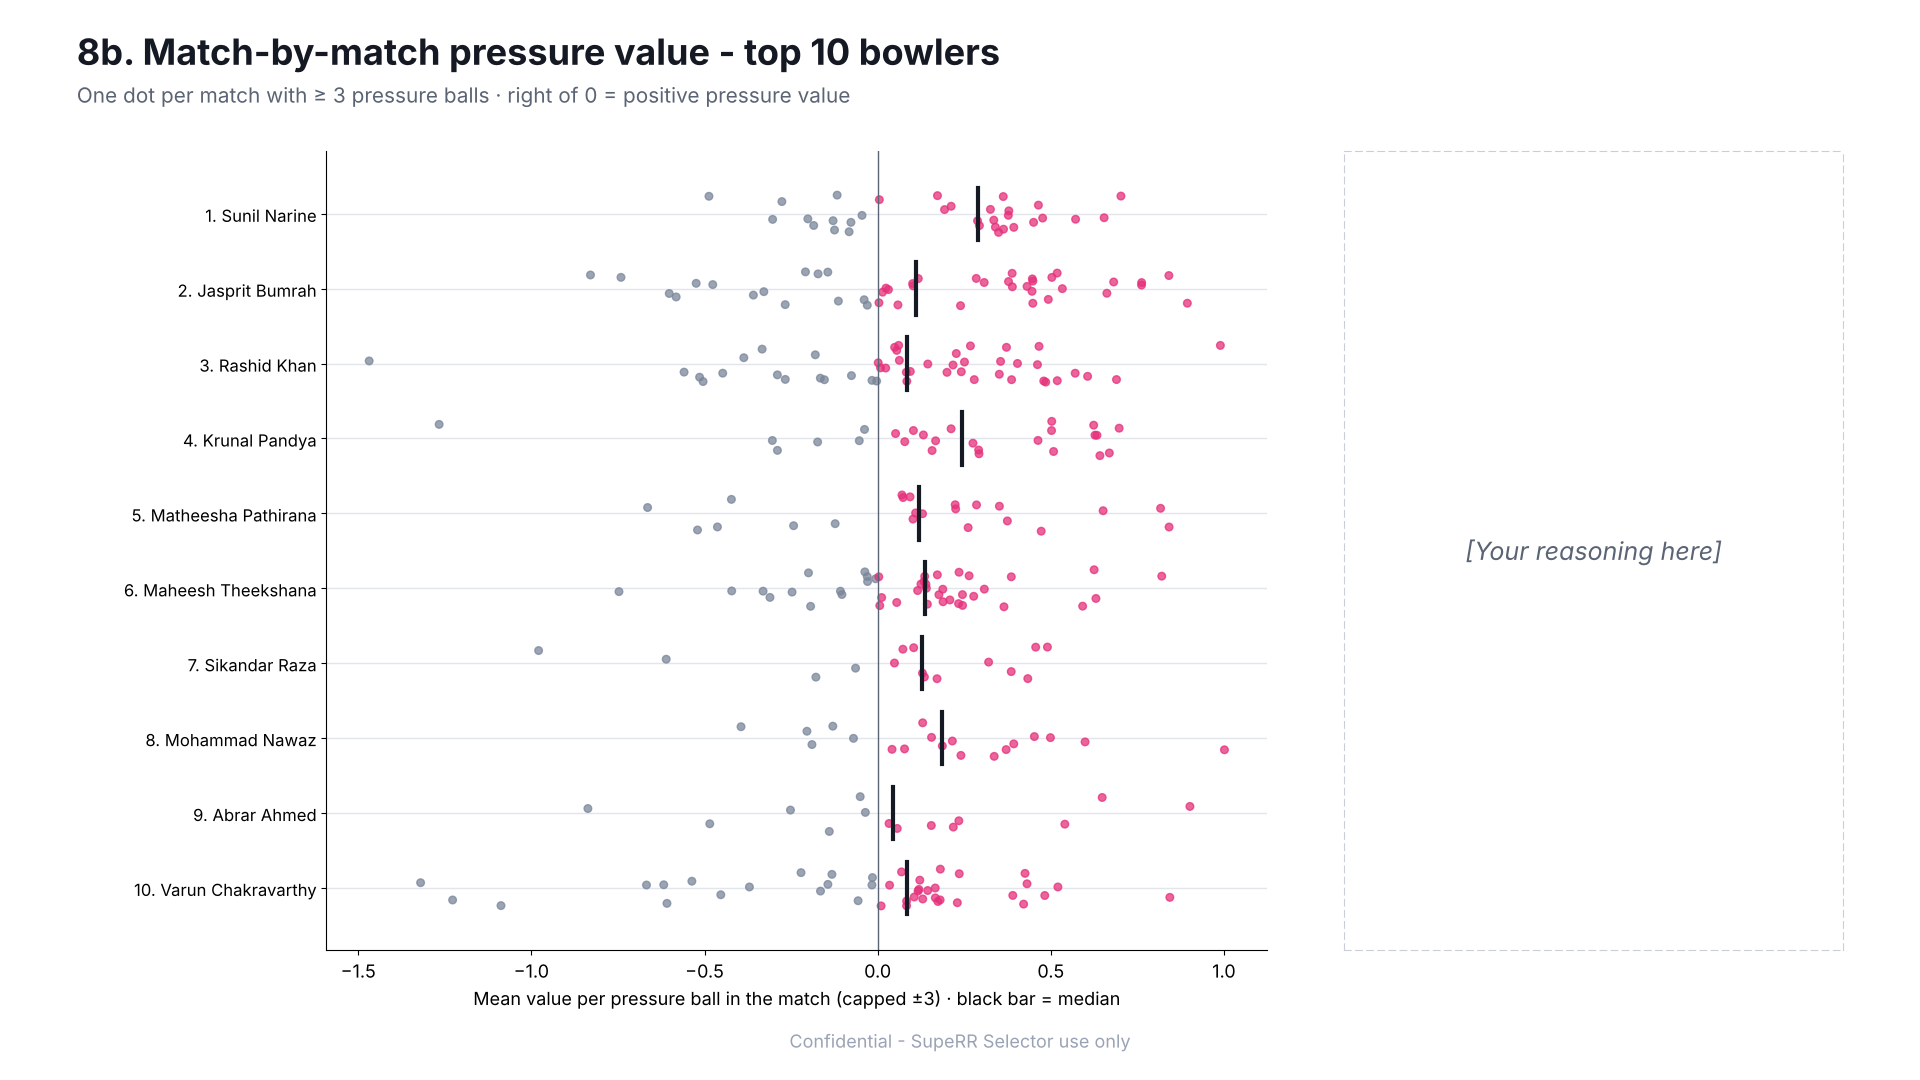 8b. Match-by-match pressure value - top 10 bowlers
One dot per match with ≥ 3 pressure balls · right of 0 = positive pressure value
1. Sunil Narine
2. Jasprit Bumrah
3. Rashid Khan
4. Krunal Pandya
5. Matheesha Pathirana
6. Maheesh Theekshana
7. Sikandar Raza
8. Mohammad Nawaz
9. Abrar Ahmed
10. Varun Chakravarthy
[Your reasoning here]
−1.5 −1.0 −0.5 0.0 0.5 1.0
Mean value per pressure ball in the match (capped ±3) · black bar = median
Confidential - SupeRR Selector use only